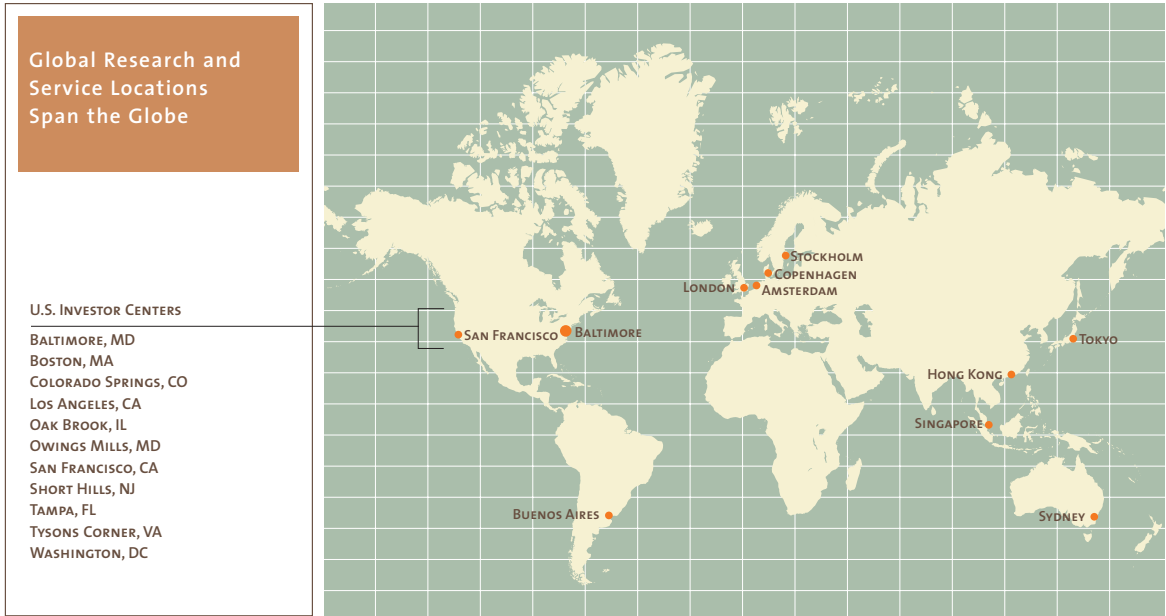 Global Research and
Service Locations
Span the Globe
U.S. Investor Centers
Baltimore, MD
Boston, MA
Colorado Springs, CO
Los Angeles, CA
Oak Brook, IL
Owings Mills, MD
San Francisco, CA
Short Hills, NJ
Tampa, FL
Tysons Corner, VA
Washington, DC
Stockholm
Copenhagen
London
Amsterdam
San Francisco
Baltimore
Tokyo
Hong Kong
Singapore
Buenos Aires
Sydney